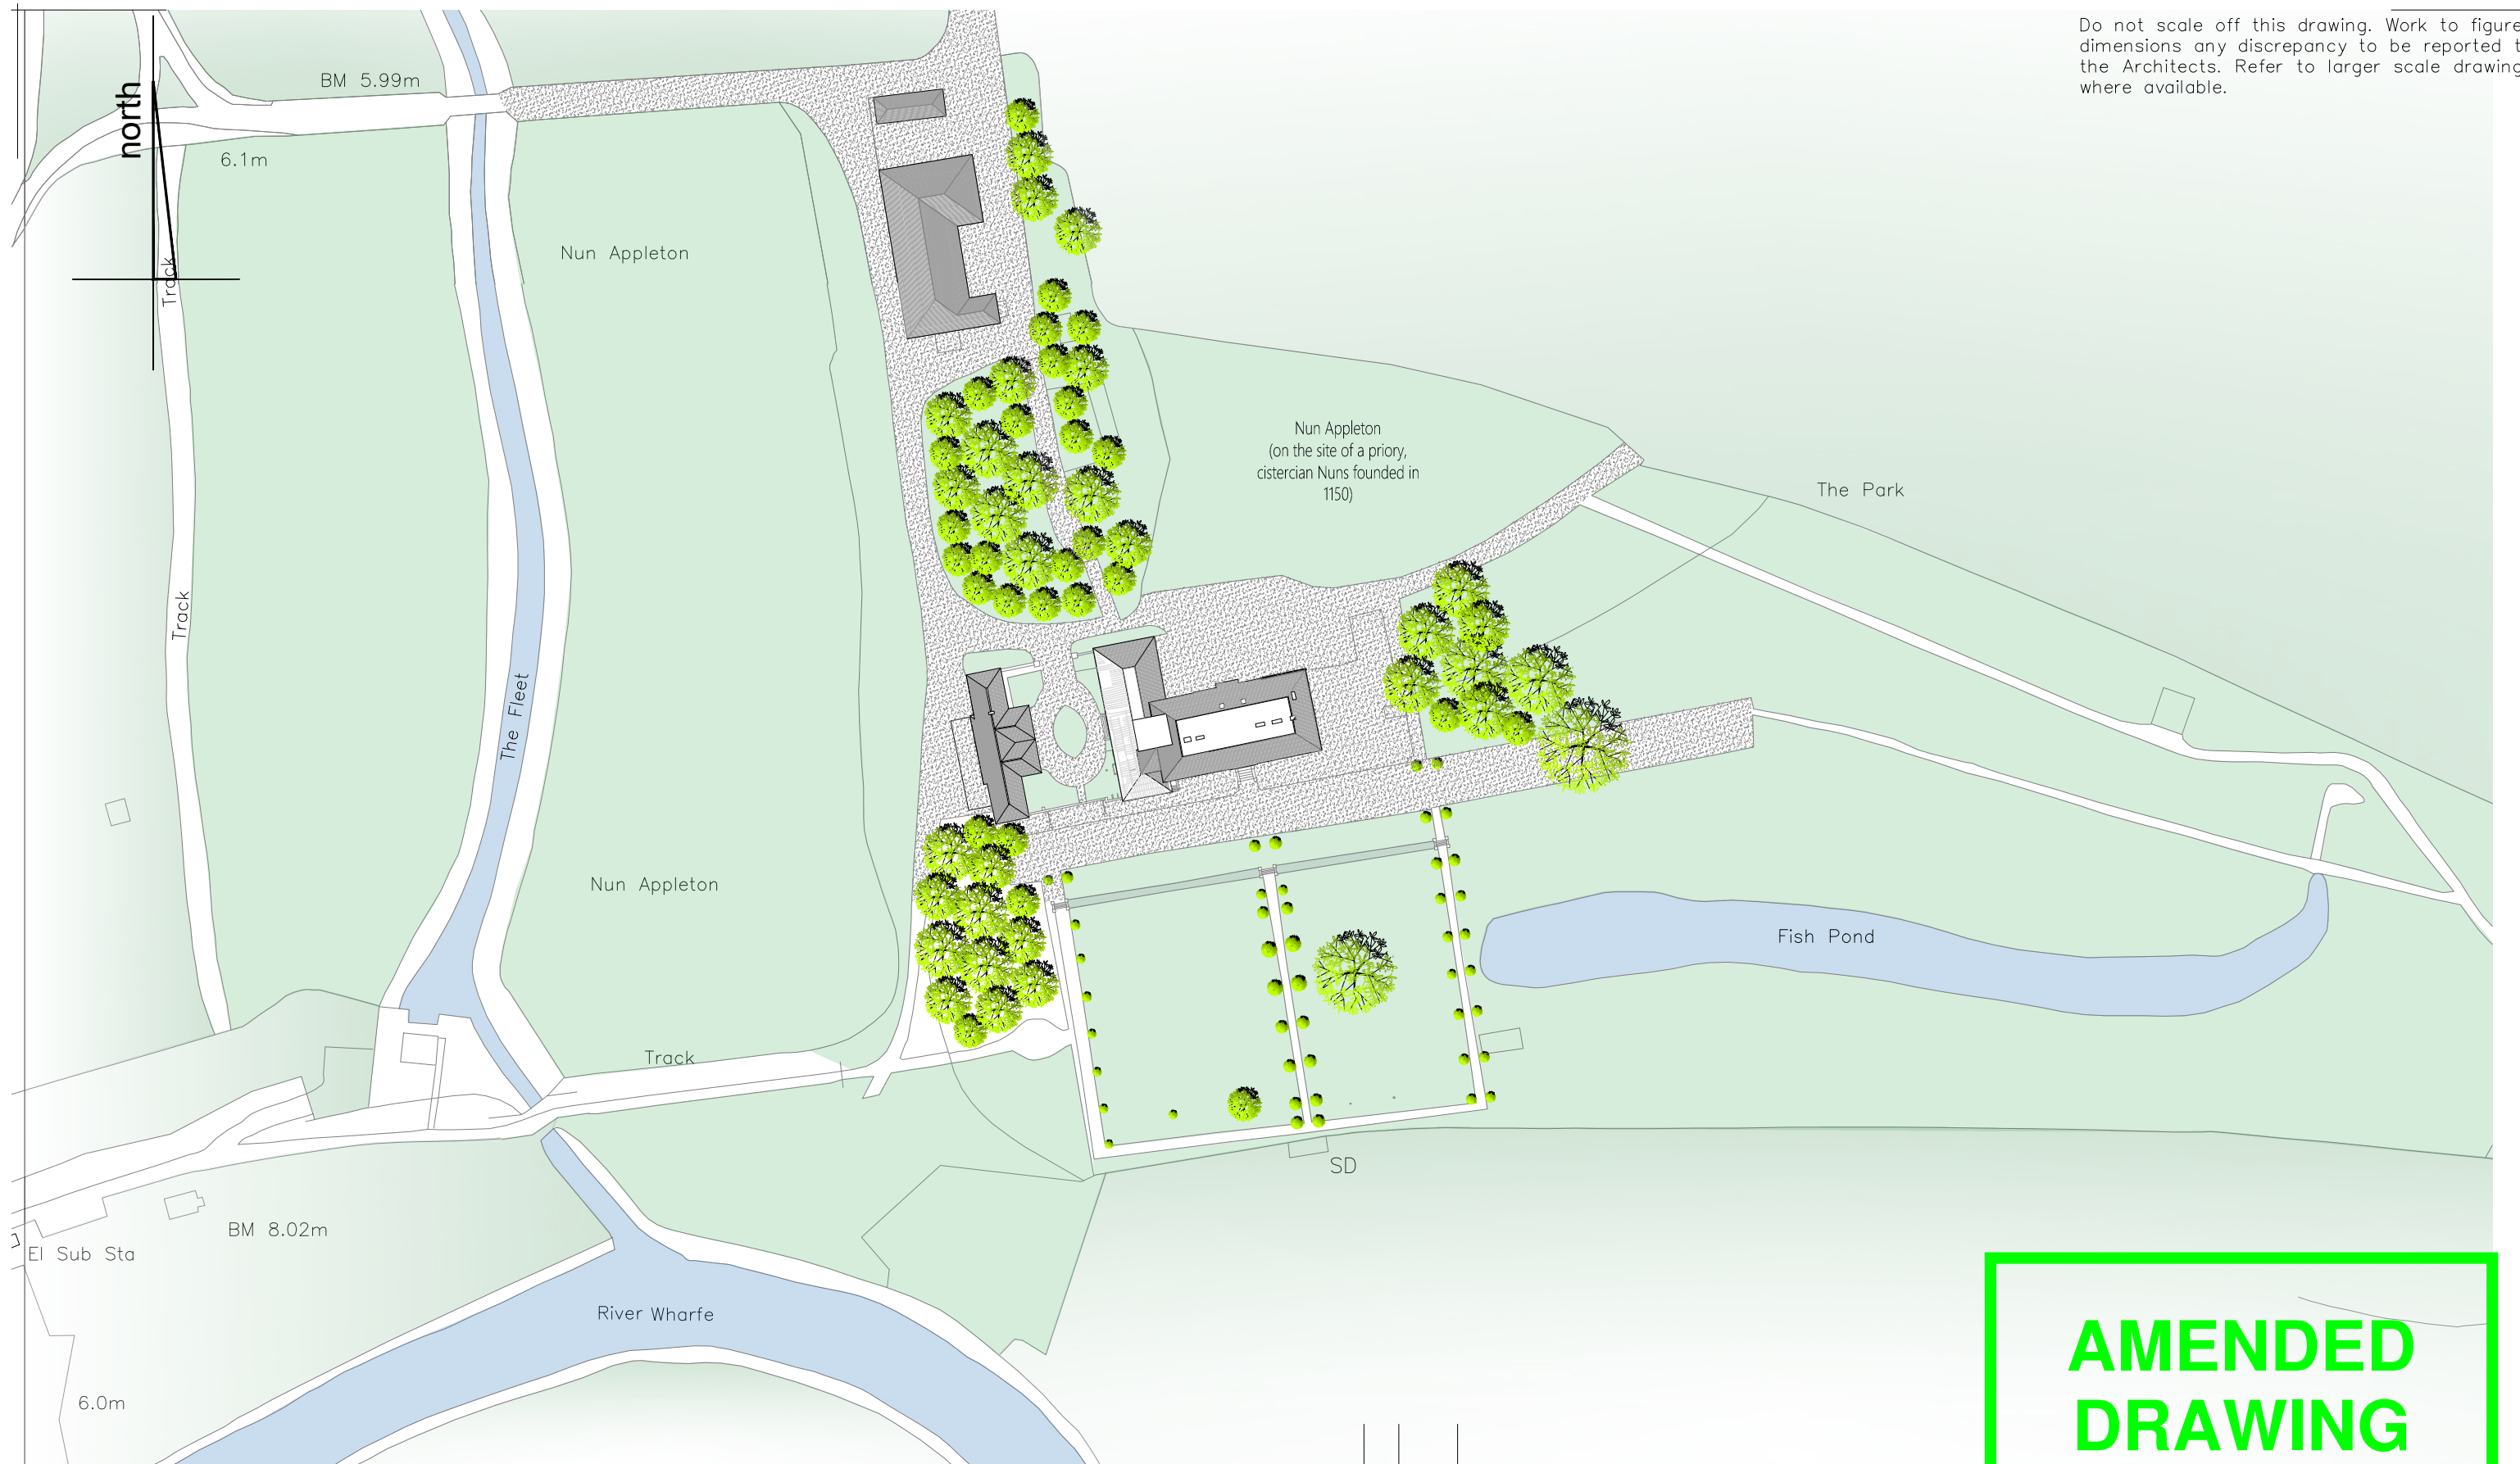 Do not scale off this drawing. Work to figure
dimensions any discrepancy to be reported t
the Architects. Refer to larger scale drawing
where available.
BM 5.99m
north
6.1m
Track
Nun Appleton
Nun Appleton
(on the site of a priory,
cistercian Nuns founded in
1150)
The Park
Track
The Fleet
Nun Appleton
Fish Pond
Track
SD
BM 8.02m
El Sub Sta
River Wharfe
6.0m
AMENDED
DRAWING